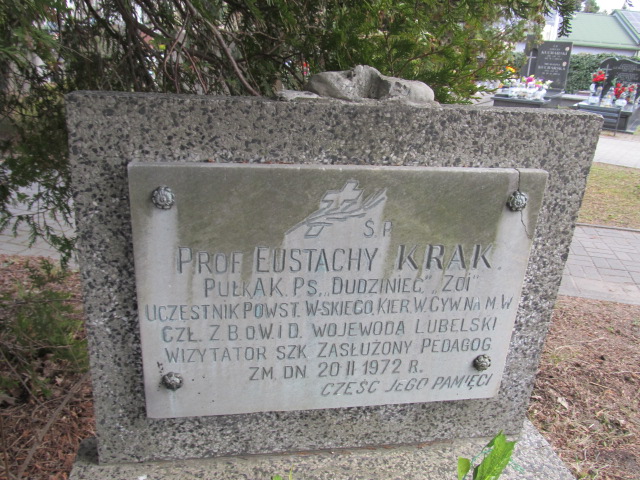 Ś.P.
PROF EUSTACHY KRAK.
PUŁK AK. PS. „DUDZINIEC", ZOI"
UCZESTNIK POWST. W-SKIEGO, KIER. W. CYW. NA M. W
CZŁ. Z.B.O.W.I D. WOJEWODA LUBELSKI
WIZYTATOR SZK. ZASŁUŻONY PEDAGOG
ZM. DN 20 II 1972 R.
CZEŚĆ JEGO PAMIĘCI